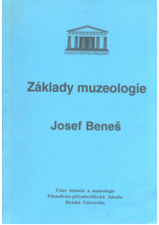 Základy muzeologie
Josef Beneš
Ústav historie a muzeologie
Filozoficko-přírodovědecká fakulta
Slezská Univerzita